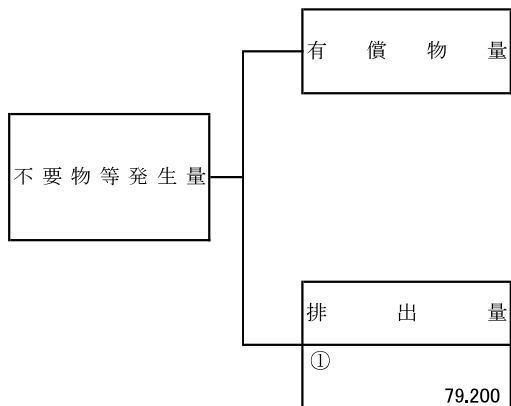 有償物量
不要物等発生量
排出量
①
79.200